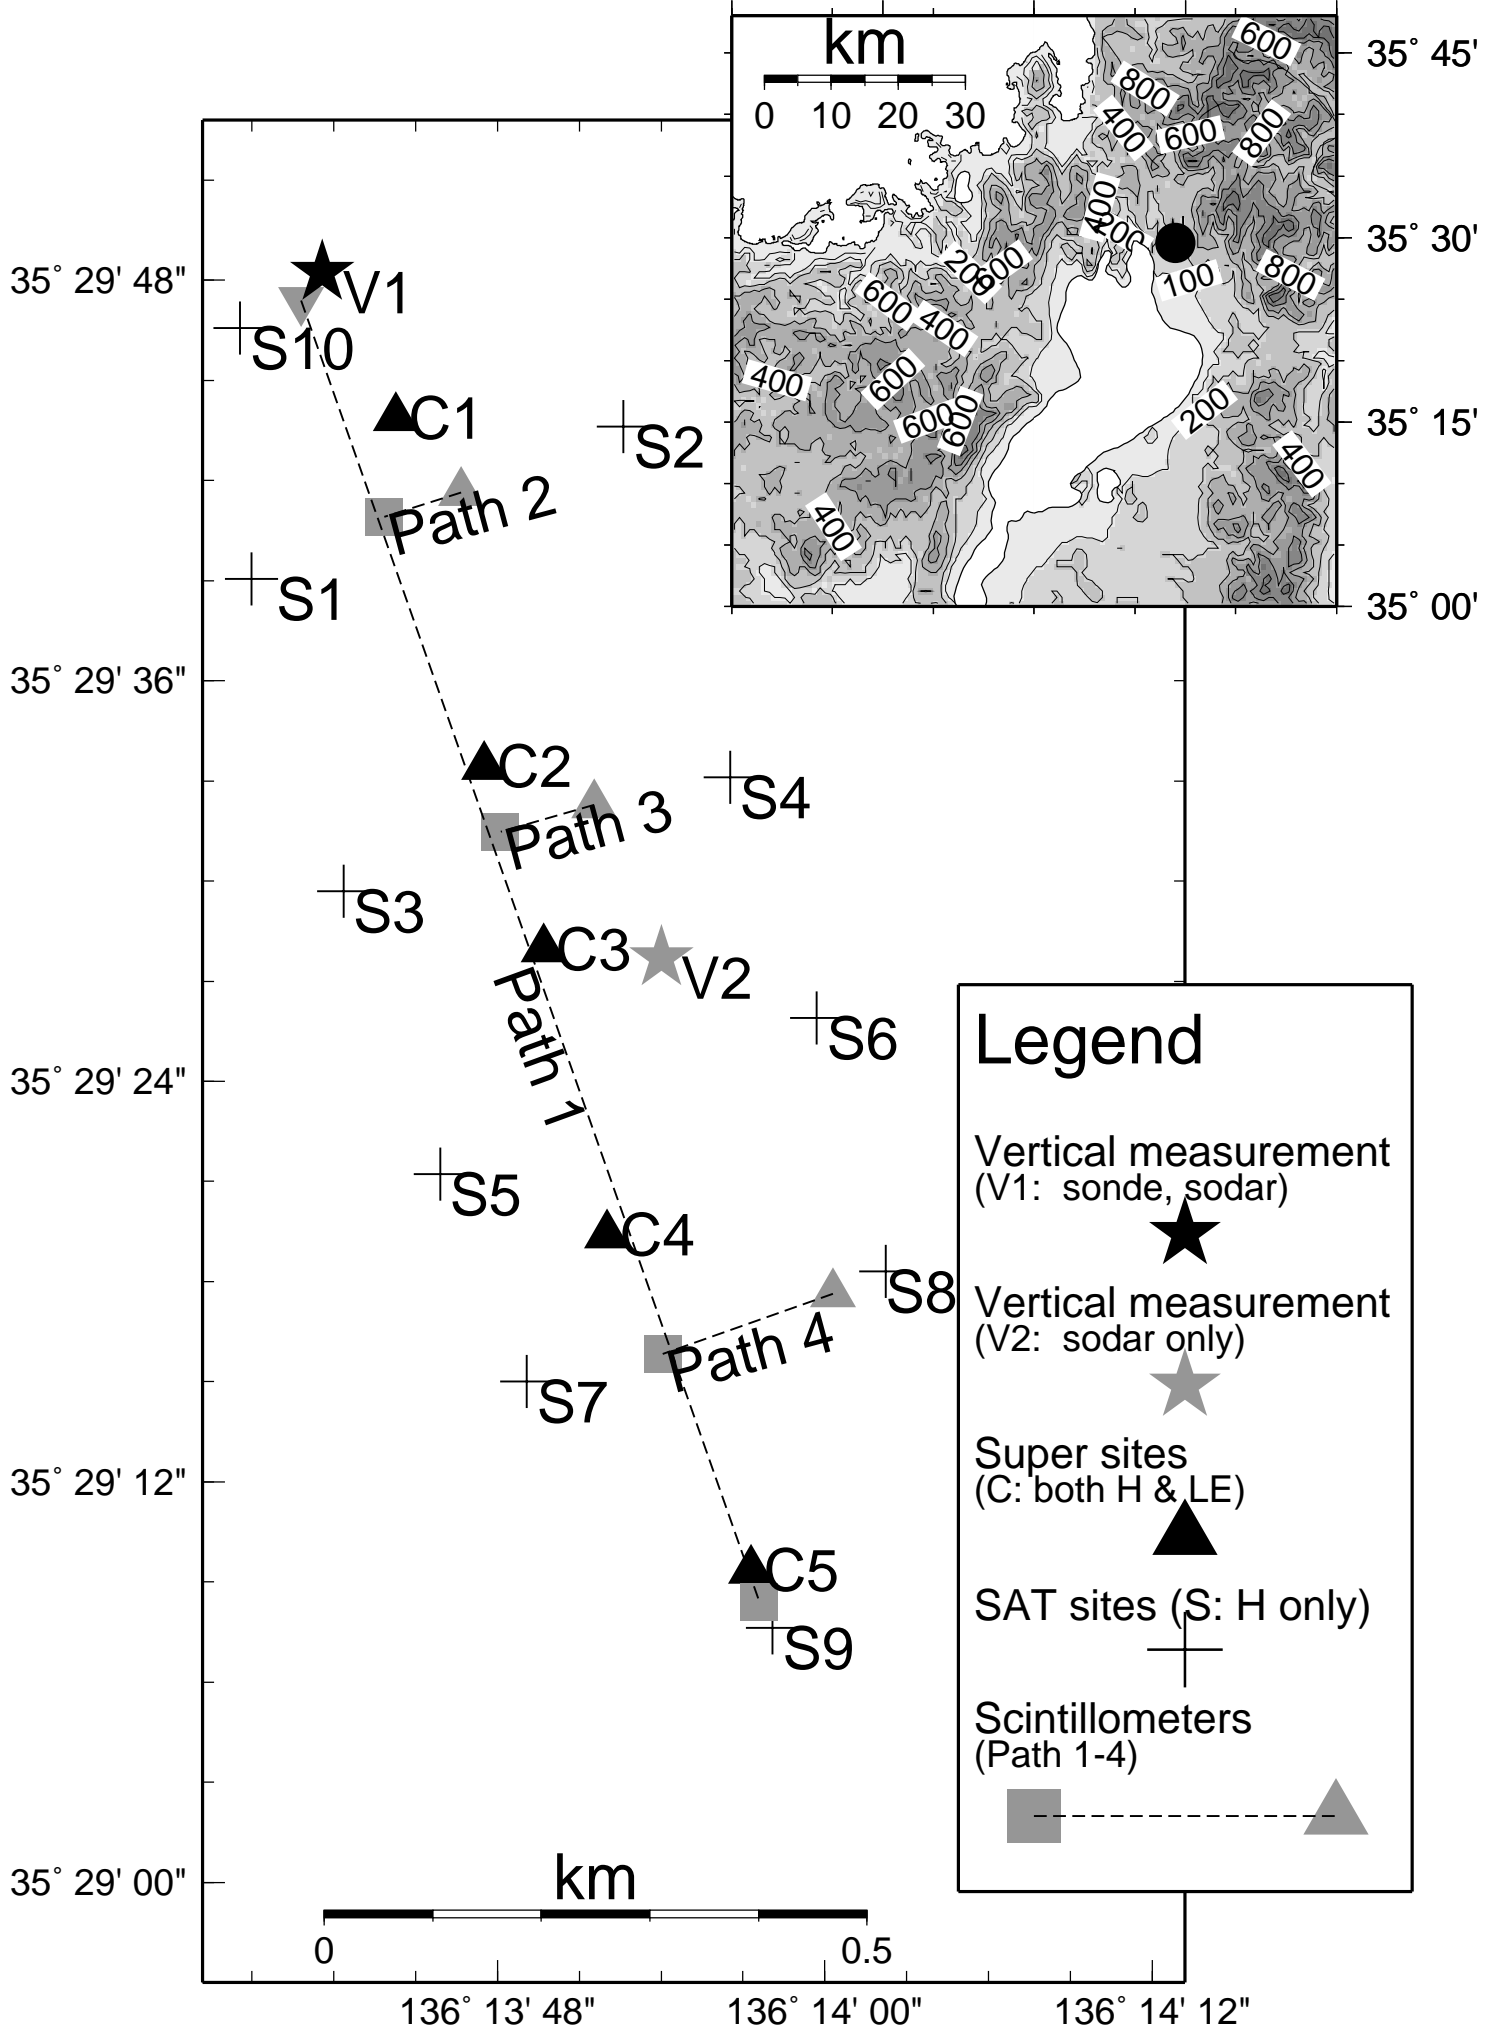 km
0 10 20 30
600
800
400
600
800
400
200
100
800
200
600
600
400
400
600
600
600
200
400
400
35˚ 45'
35˚ 30'
35˚ 15'
35˚ 00'
35˚ 29' 48"
35˚ 29' 36"
35˚ 29' 24"
35˚ 29' 12"
35˚ 29' 00"
V1
S10
C1
S2
Path 2
S1
C2
S4
Path 3
S3
C3
V2
Path 1
S6
S5
C4
S8
Path 4
S7
C5
S9
Legend
Vertical measurement
(V1: sonde, sodar)
Vertical measurement
(V2: sodar only)
Super sites
(C: both H & LE)
SAT sites (S: H only)
Scintillometers
(Path 1-4)
km
0 0.5
136˚ 13' 48" 136˚ 14' 00" 136˚ 14' 12"